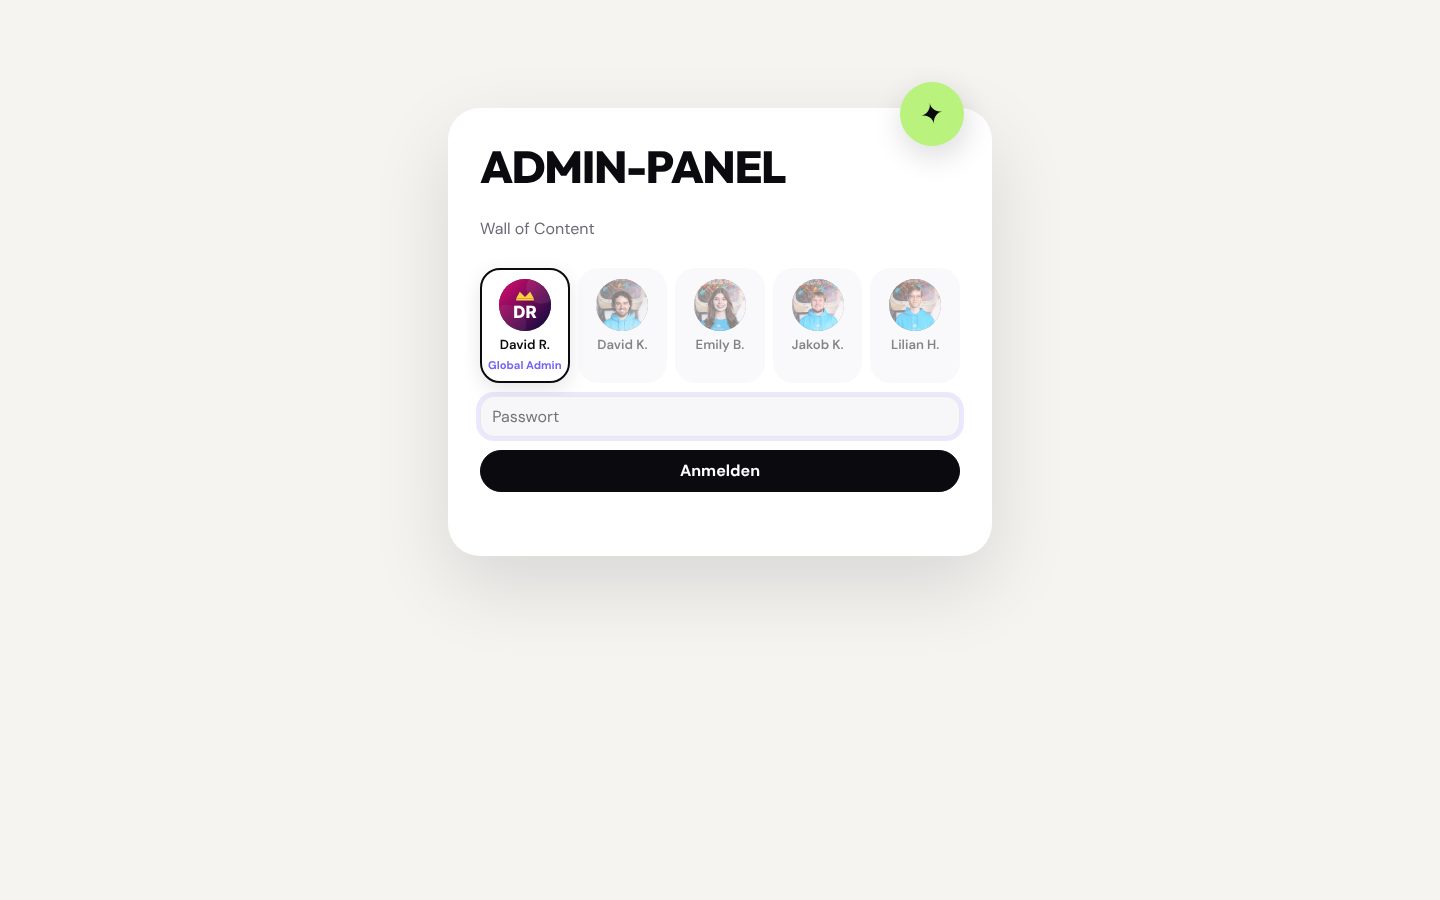 ADMIN-PANEL
Wall of Content
DR
David R.
Global Admin
David K.
Emily B.
Jakob K.
Lilian H.
Passwort
Anmelden